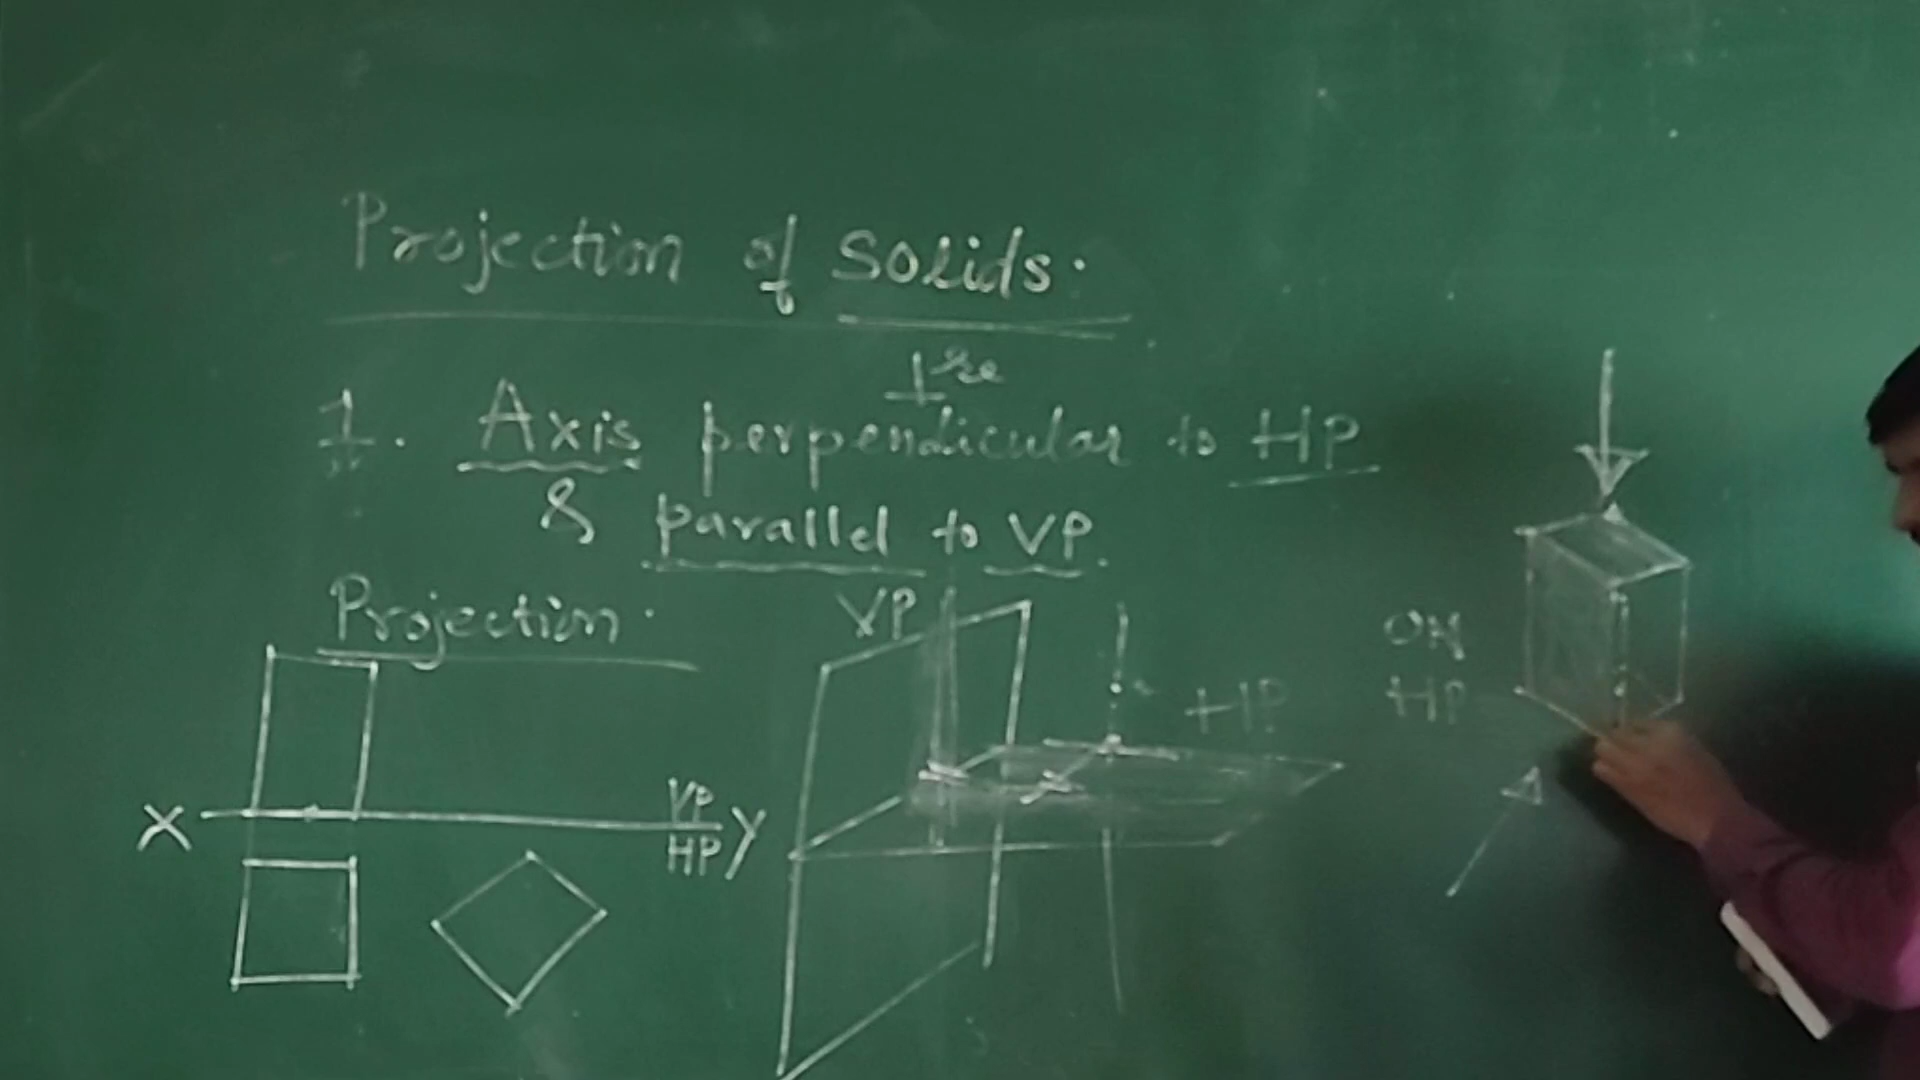 Projection of Solids.
⊥re
1. Axis perpendicular to HP
& parallel to VP.
Projection.
VP
HP
ON
HP
X
VP
HP
Y